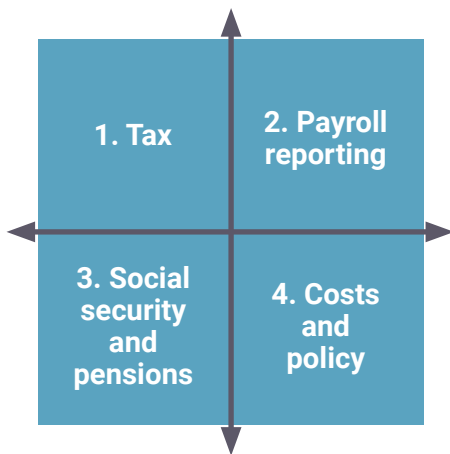 1. Tax
2. Payroll
reporting
3. Social
security
and
pensions
4. Costs
and
policy